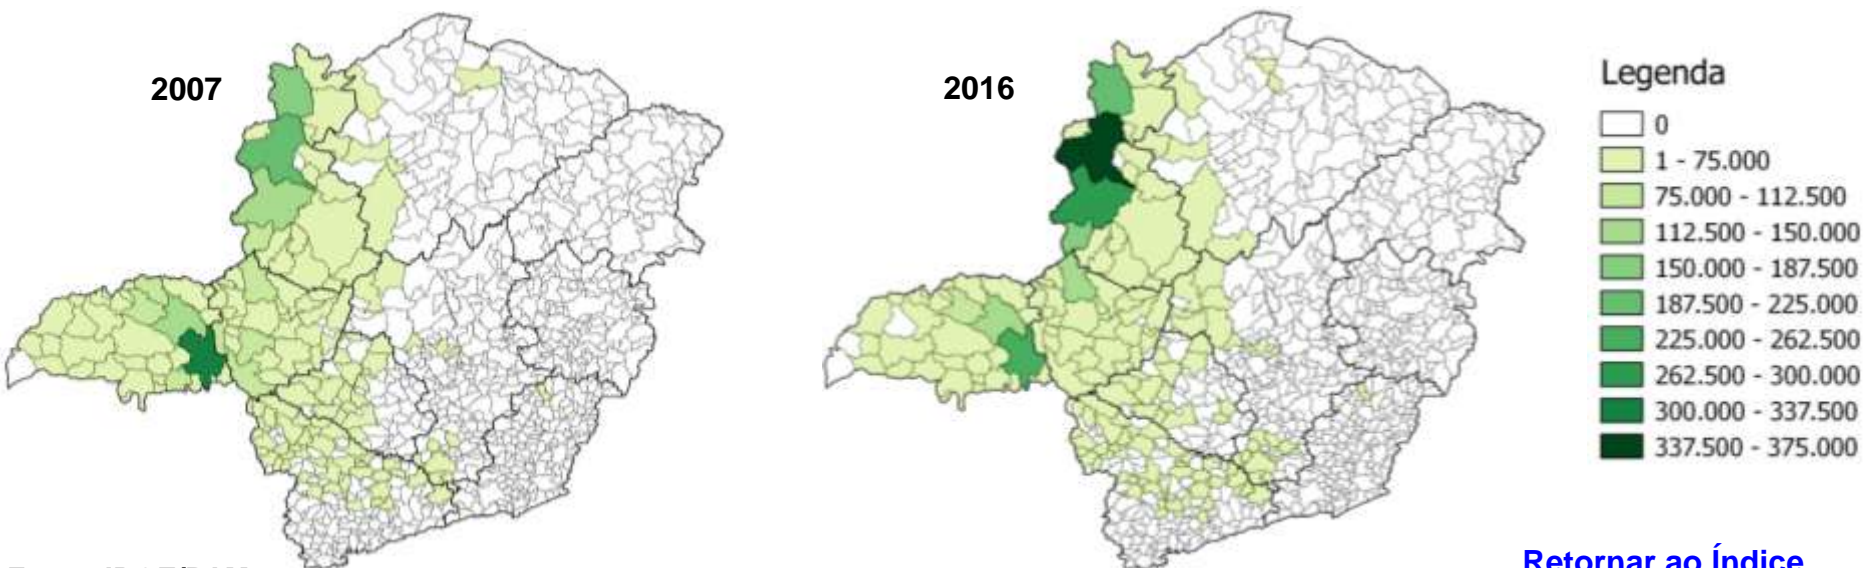 2007
2016
Legenda
0
1 - 75.000
75.000 - 112.500
112.500 - 150.000
150.000 - 187.500
187.500 - 225.000
225.000 - 262.500
262.500 - 300.000
300.000 - 337.500
337.500 - 375.000
Retornar ao Índice